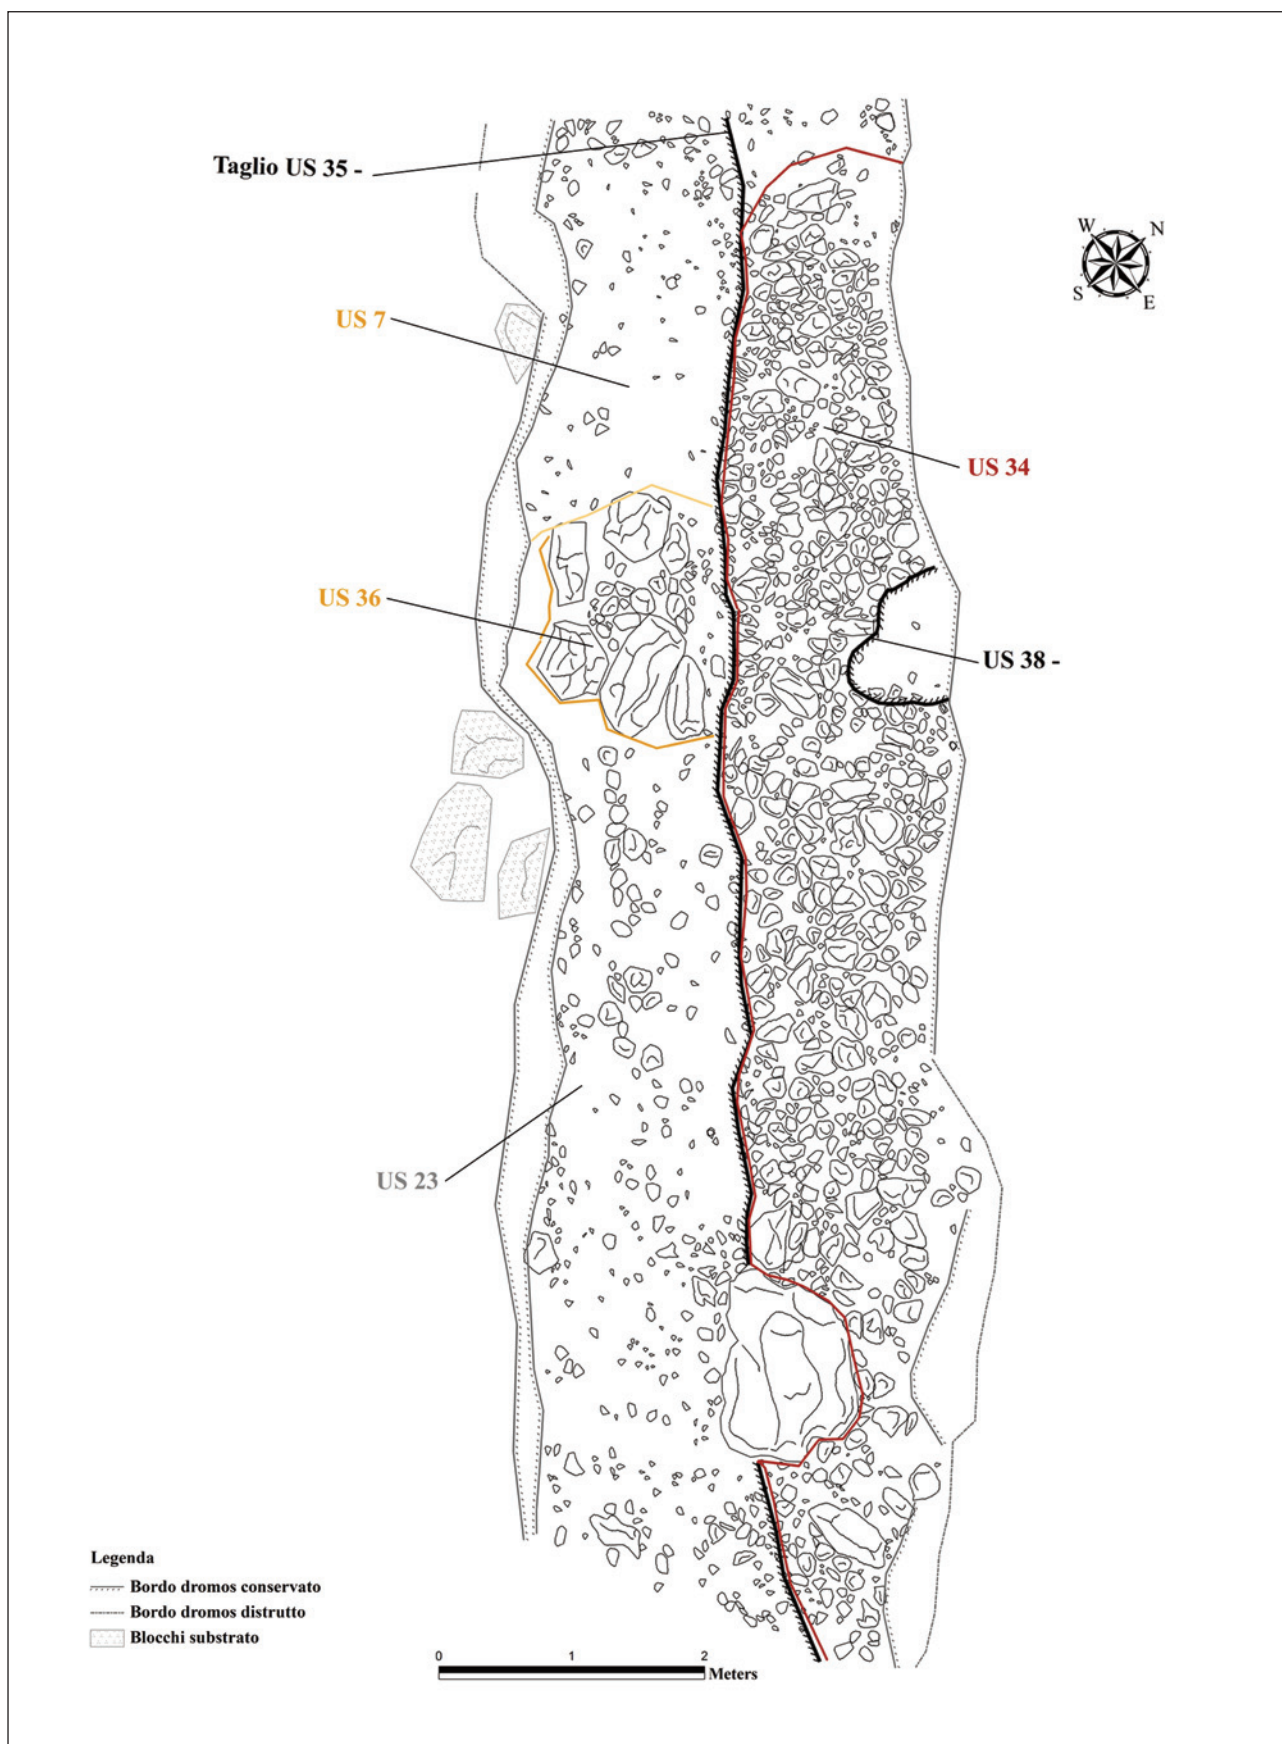 Taglio US 35 -
W N
S E
US 7
US 34
US 36
US 38 -
US 23
Legenda
Bordo dromos conservato
Bordo dromos distrutto
Blocchi substrato
0 1 2
Meters